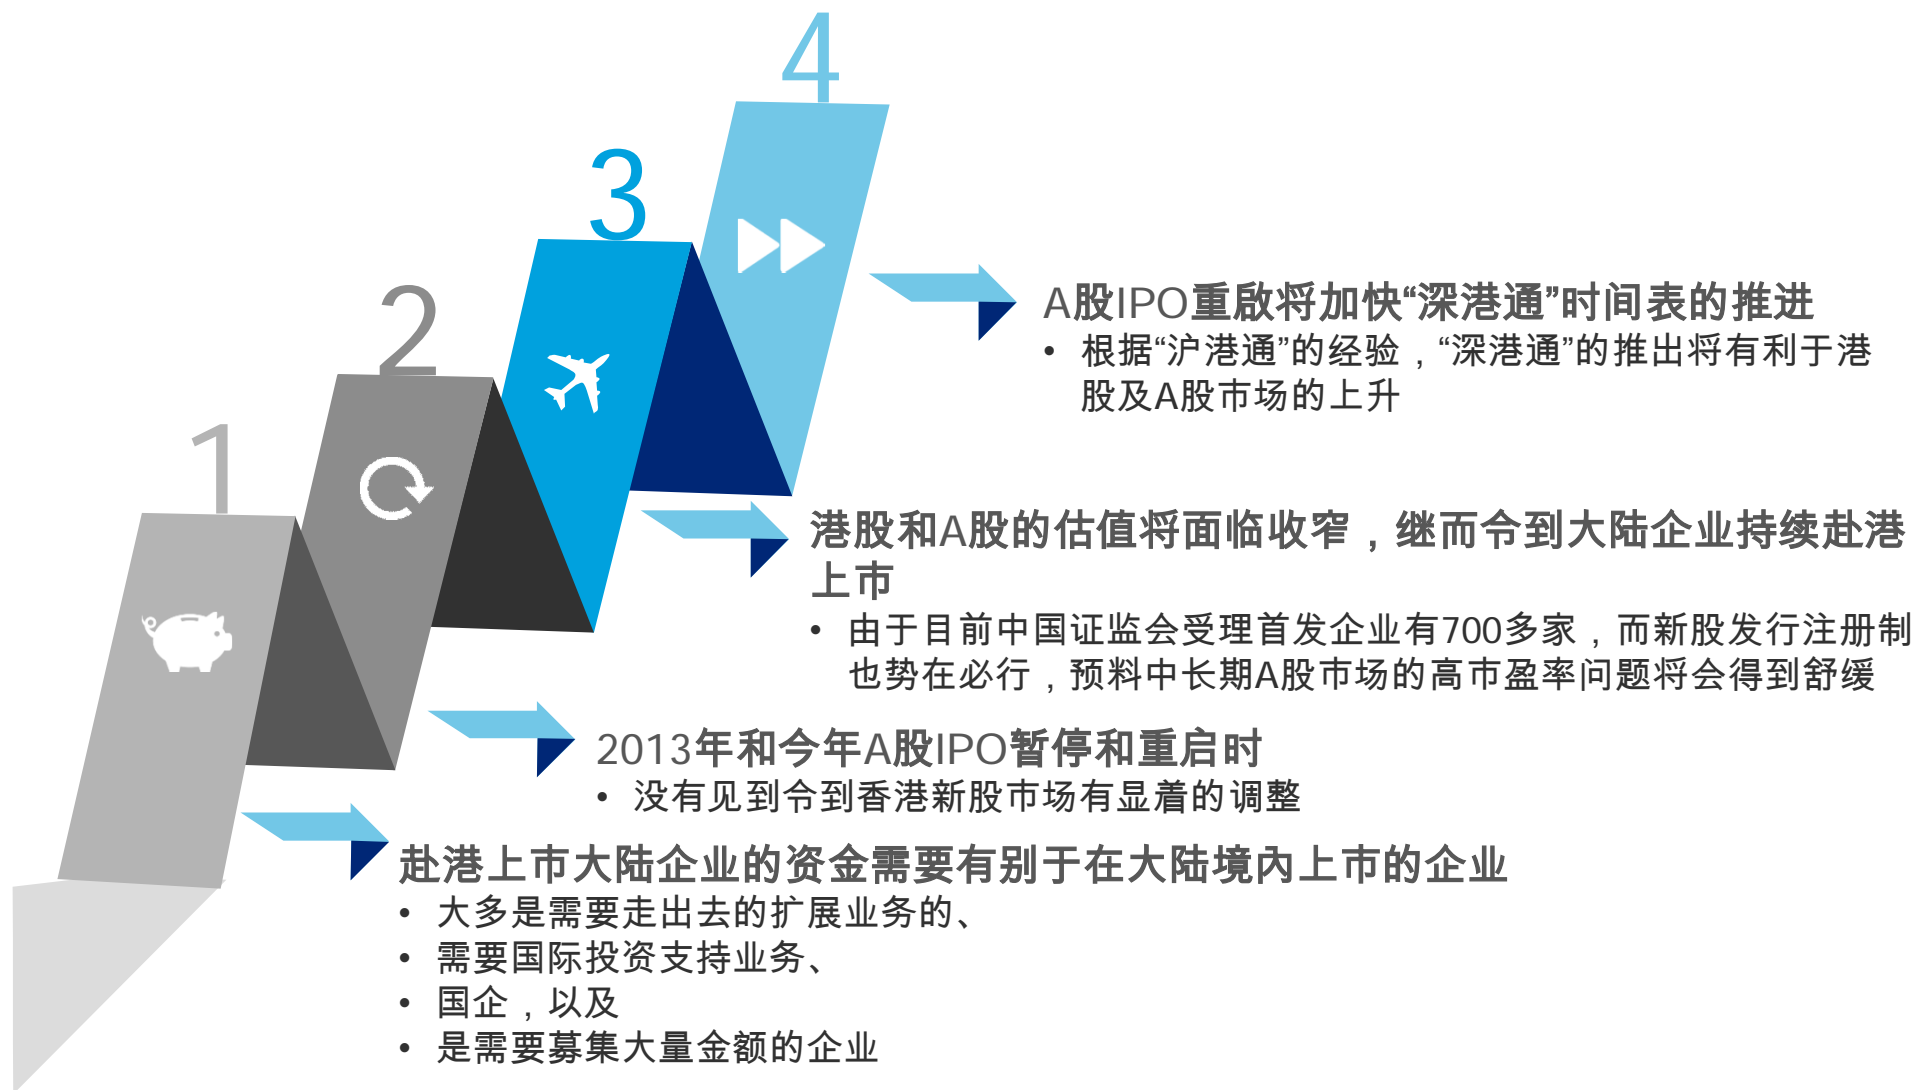 4
3
2
1
A股IPO重啟将加快“深港通”时间表的推进
• 根据“沪港通”的经验，“深港通”的推出将有利于港
股及A股市场的上升
港股和A股的估值将面临收窄，继而令到大陆企业持续赴港
上市
• 由于目前中国证监会受理首发企业有700多家，而新股发行注册制
也势在必行，预料中长期A股市场的高市盈率问题将会得到舒缓
2013年和今年A股IPO暂停和重启时
• 没有见到令到香港新股市场有显着的调整
赴港上市大陆企业的资金需要有别于在大陆境內上市的企业
• 大多是需要走出去的扩展业务的、
• 需要国际投资支持业务、
• 国企，以及
• 是需要募集大量金额的企业